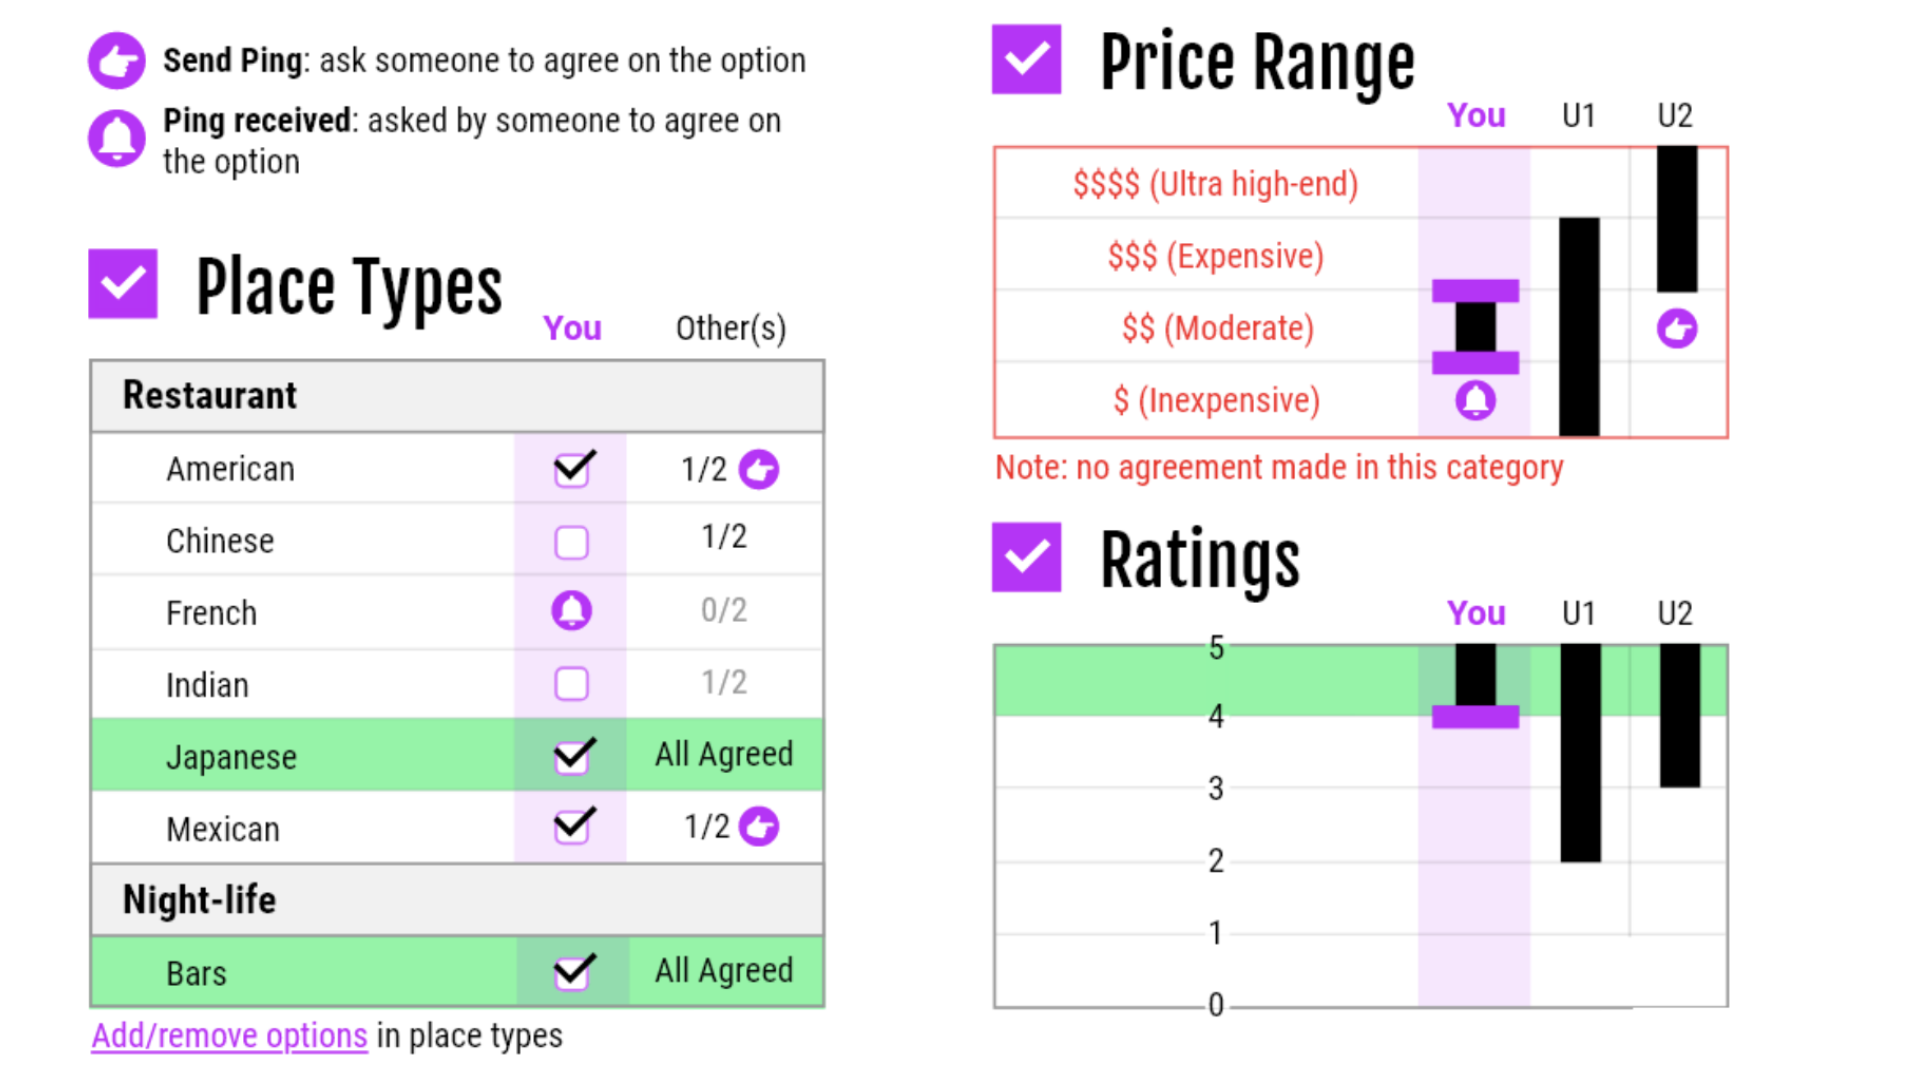 Send Ping: ask someone to agree on the option
Ping received: asked by someone to agree on
the option
Place Types
You Other(s)
Restaurant
American 1/2
Chinese 1/2
French 0/2
Indian 1/2
Japanese All Agreed
Mexican 1/2
Night-life
Bars All Agreed
Add/remove options in place types
Price Range
You U1 U2
$$$$ (Ultra high-end)
$$$ (Expensive)
$$ (Moderate)
$ (Inexpensive)
Note: no agreement made in this category
Ratings
You U1 U2
5
4
3
2
1
0